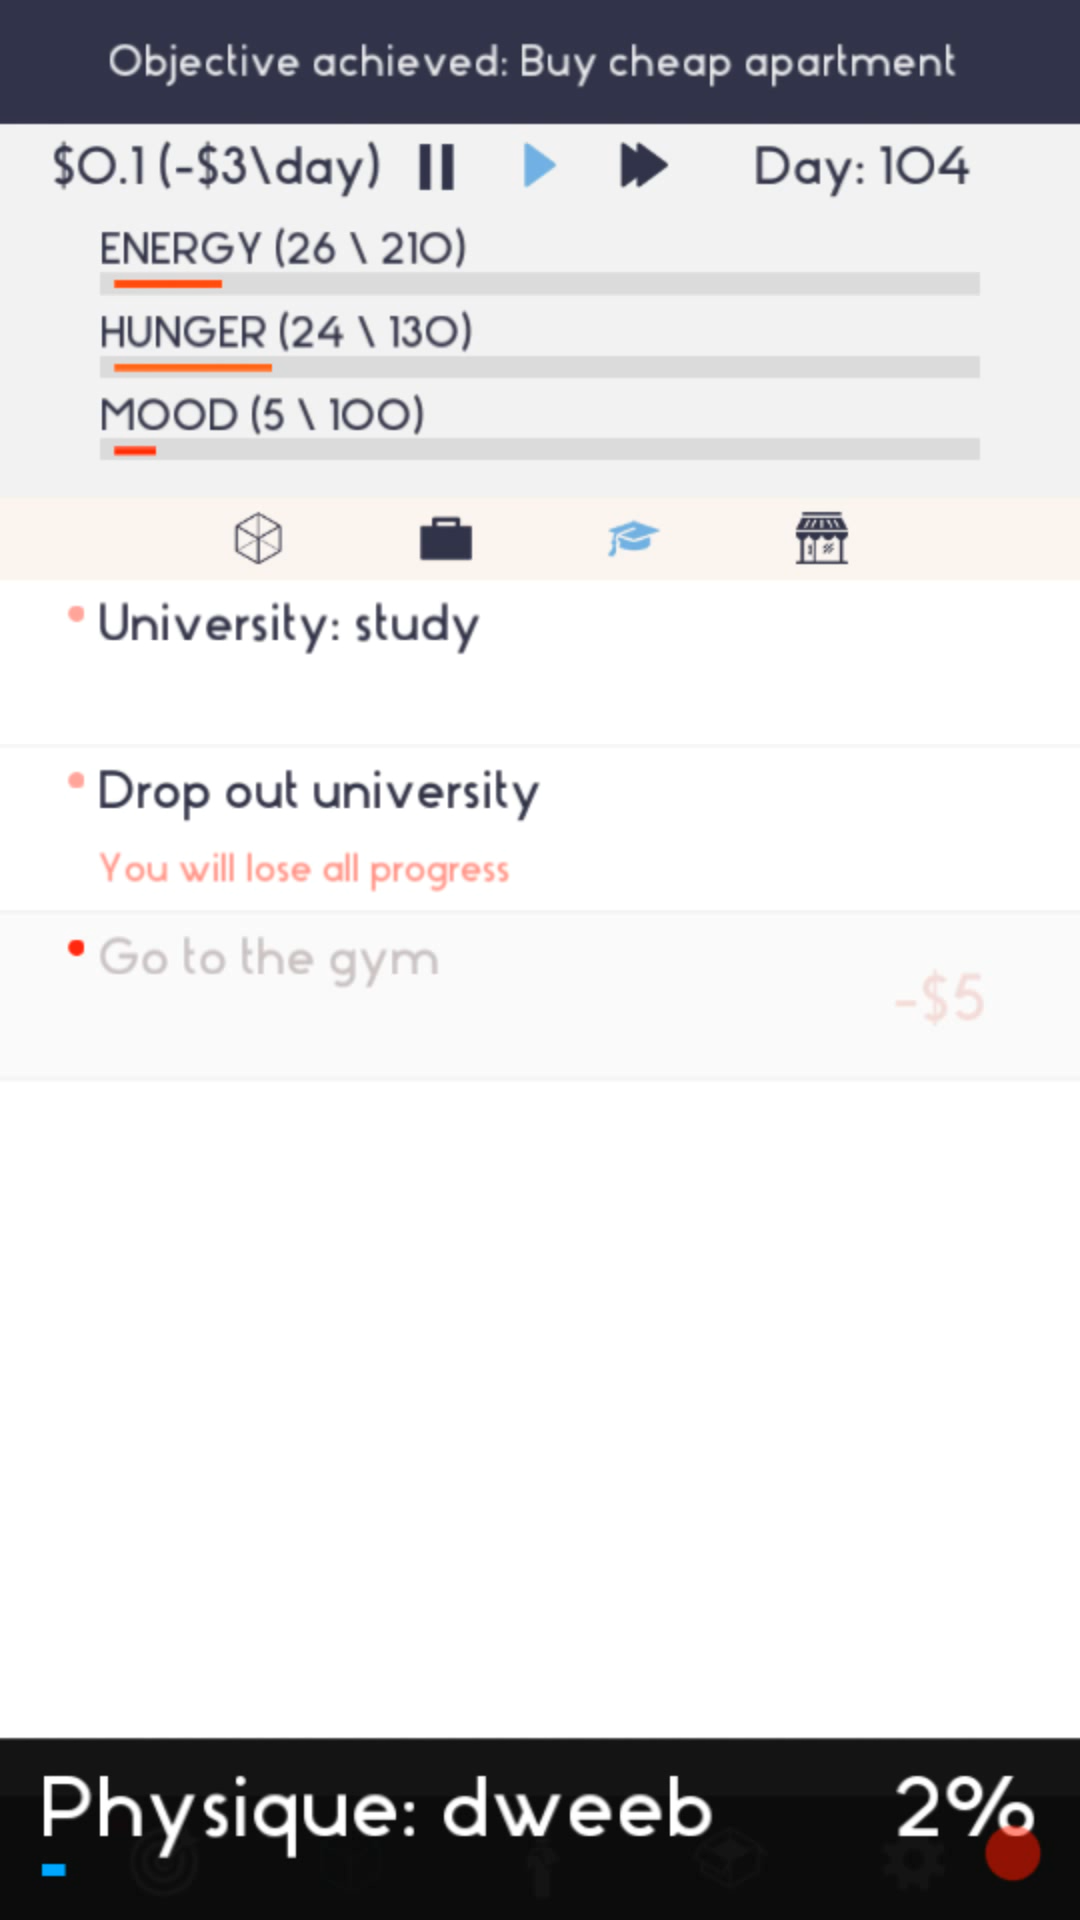 Objective achieved: Buy cheap apartment
$0.1 (-$3\day) Day: 104
ENERGY (26 \ 210)
HUNGER (24 \ 130)
MOOD (5 \ 100)
University: study
Drop out university
You will lose all progress
Go to the gym
-$5
Physique: dweeb 2%